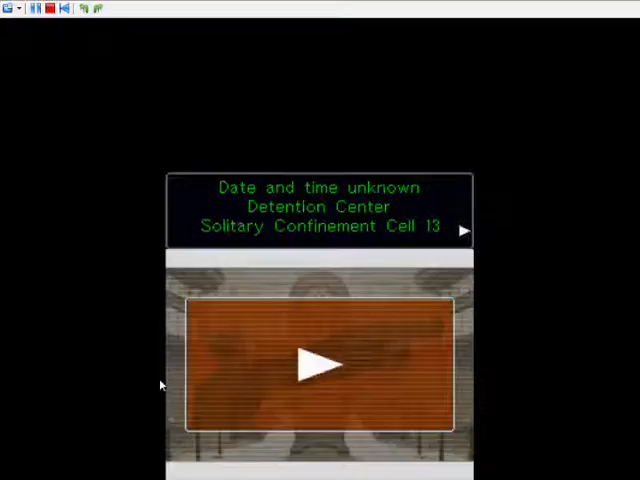 Date and time unknown
Detention Center
Solitary Confinement Cell 13